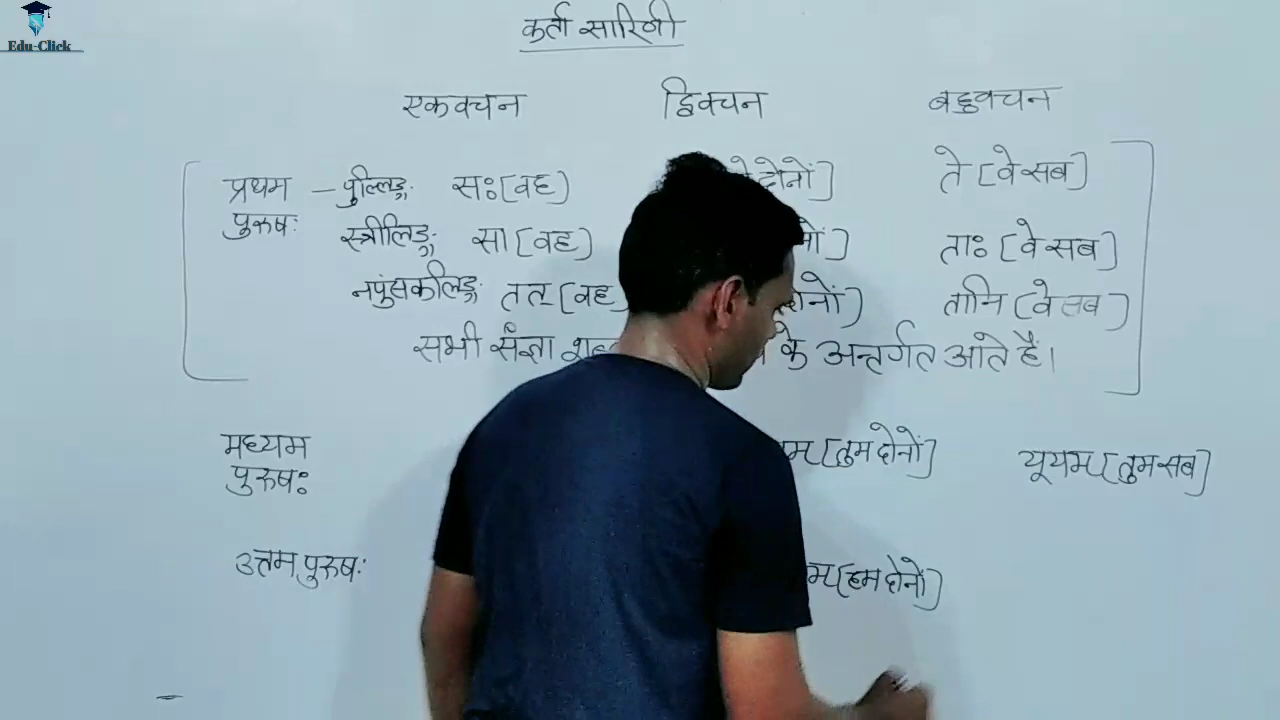 Edu-Click
कर्ता सारिणी
एकवचन द्विवचन बहुवचन
प्रथम पुरुषः – पुल्लिङ्गः सः [वह] दोनों] ते [वे सब]
स्त्रीलिङ्गः सा [वह] ताः [वे सब]
नपुंसकलिङ्गः तत् [वह तानि [वे सब]
सभी संज्ञा के अन्तर्गत आते हैं।
मध्यम पुरुषः [तुम दोनों] यूयम् [तुम सब]
उत्तम पुरुषः [हम दोनों]